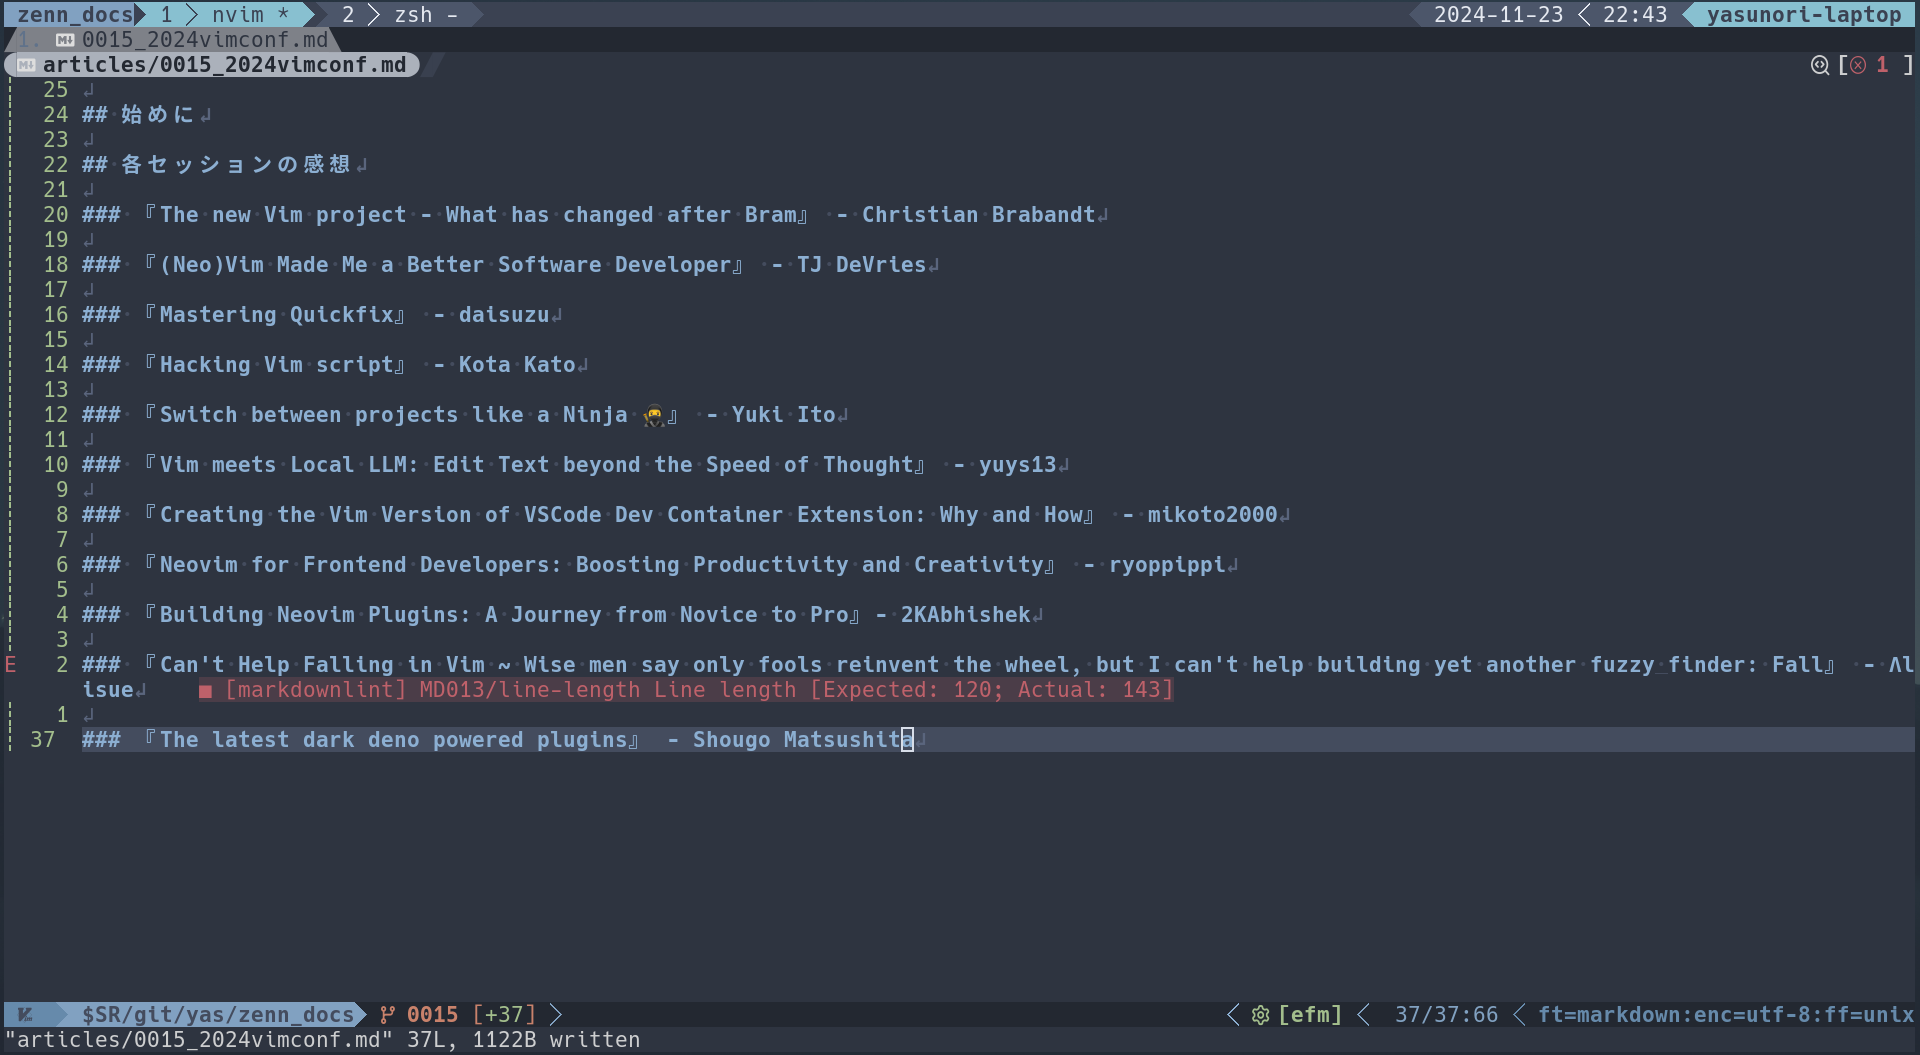 zenn_docs 1 nvim * 2 zsh - 2024-11-23 22:43 yasunori-laptop
1. 0015_2024vimconf.md
articles/0015_2024vimconf.md [ 1 ]
25
24 ## 始めに
23
22 ## 各セッションの感想
21
20 ### 『The new Vim project - What has changed after Bram』 - Christian Brabandt
19
18 ### 『(Neo)Vim Made Me a Better Software Developer』 - TJ DeVries
17
16 ### 『Mastering Quickfix』 - daisuzu
15
14 ### 『Hacking Vim script』 - Kota Kato
13
12 ### 『Switch between projects like a Ninja 🥷』 - Yuki Ito
11
10 ### 『Vim meets Local LLM: Edit Text beyond the Speed of Thought』 - yuys13
9
8 ### 『Creating the Vim Version of VSCode Dev Container Extension: Why and How』 - mikoto2000
7
6 ### 『Neovim for Frontend Developers: Boosting Productivity and Creativity』 - ryoppippi
5
4 ### 『Building Neovim Plugins: A Journey from Novice to Pro』- 2KAbhishek
3
E 2 ### 『Can't Help Falling in Vim ~ Wise men say only fools reinvent the wheel, but I can't help building yet another fuzzy finder: Fall』 - Λl
isue ■ [markdownlint] MD013/line-length Line length [Expected: 120; Actual: 143]
1
37 ### 『The latest dark deno powered plugins』 - Shougo Matsushita
$SR/git/yas/zenn_docs 0015 [+37] [efm] 37/37:66 ft=markdown:enc=utf-8:ff=unix
"articles/0015_2024vimconf.md" 37L, 1122B written